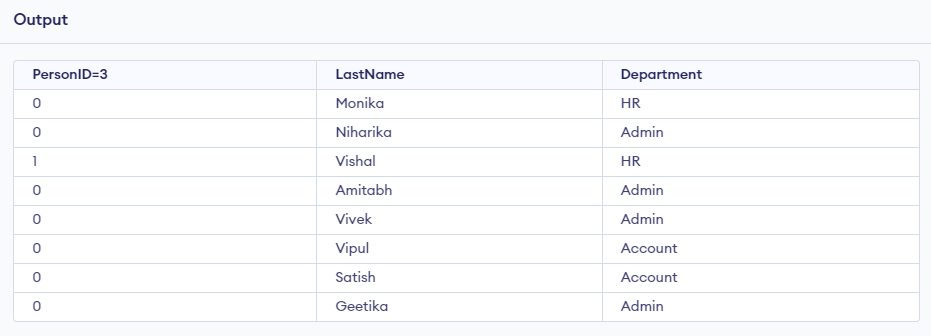 Output
PersonID=3 LastName Department
0 Monika HR
0 Niharika Admin
1 Vishal HR
0 Amitabh Admin
0 Vivek Admin
0 Vipul Account
0 Satish Account
0 Geetika Admin